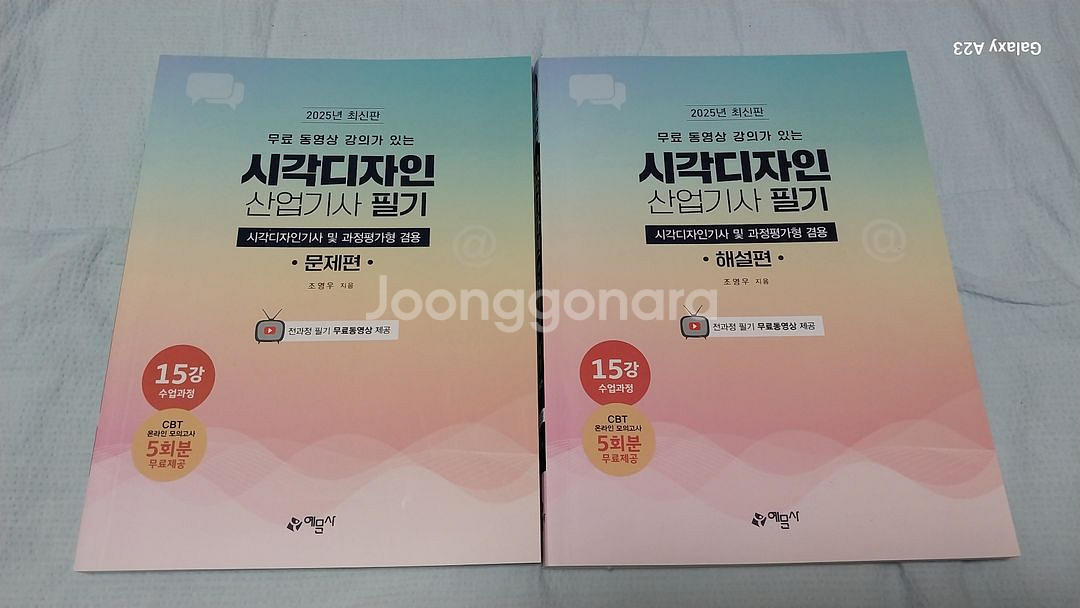 Galaxy A23
2025년 최신판
무료 동영상 강의가 있는
시각디자인
산업기사 필기
시각디자인기사 및 과정평가형 겸용
• 문제편 •
조영우 지음
전과정 필기 무료동영상 제공
15강
수업과정
CBT
온라인 모의고사
5회분
무료제공
예문사
2025년 최신판
무료 동영상 강의가 있는
시각디자인
산업기사 필기
시각디자인기사 및 과정평가형 겸용
• 해설편 •
조영우 지음
전과정 필기 무료동영상 제공
15강
수업과정
CBT
온라인 모의고사
5회분
무료제공
예문사
@ @
Joonggonara